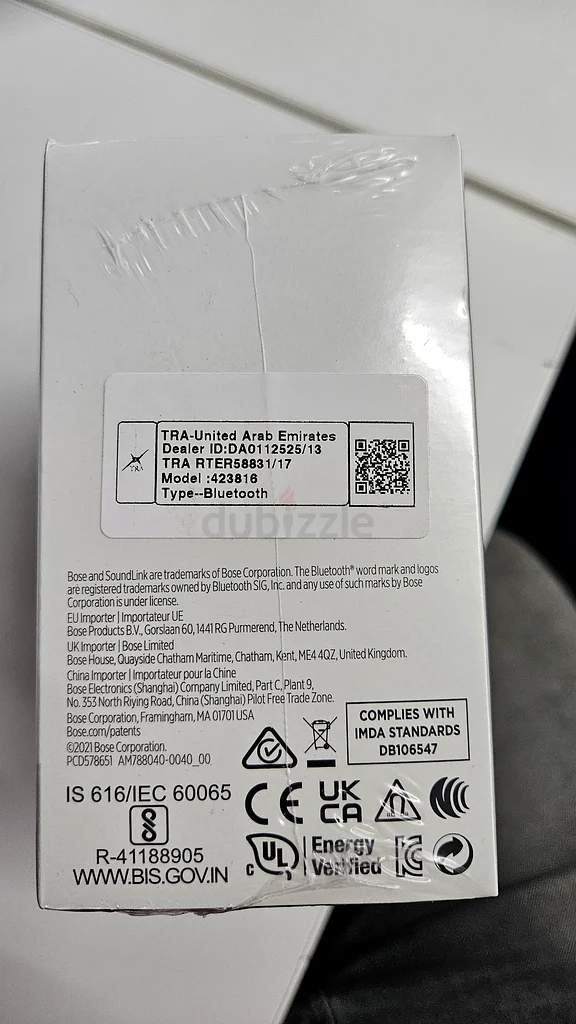 TRA
TRA-United Arab Emirates
Dealer ID:DA0112525/13
TRA RTER58831/17
Model :423816
Type--Bluetooth
dubizzle
Bose and SoundLink are trademarks of Bose Corporation. The Bluetooth® word mark and logos
are registered trademarks owned by Bluetooth SIG, Inc. and any use of such marks by Bose
Corporation is under license.
EU Importer | Importateur UE
Bose Products B.V., Gorslaan 60, 1441 RG Purmerend, The Netherlands.
UK Importer | Bose Limited
Bose House, Quayside Chatham Maritime, Chatham, Kent, ME4 4QZ, United Kingdom.
China Importer | Importateur pour la Chine
Bose Electronics (Shanghai) Company Limited, Part C, Plant 9,
No. 353 North Riying Road, China (Shanghai) Pilot Free Trade Zone.
Bose Corporation, Framingham, MA 01701 USA
Bose.com/patents
©2021 Bose Corporation.
PCD578651 AM788040-0040_00
COMPLIES WITH
IMDA STANDARDS
DB106547
IS 616/IEC 60065
R-41188905
WWW.BIS.GOV.IN
CE
UK
CA
c UL
Energy
Verified